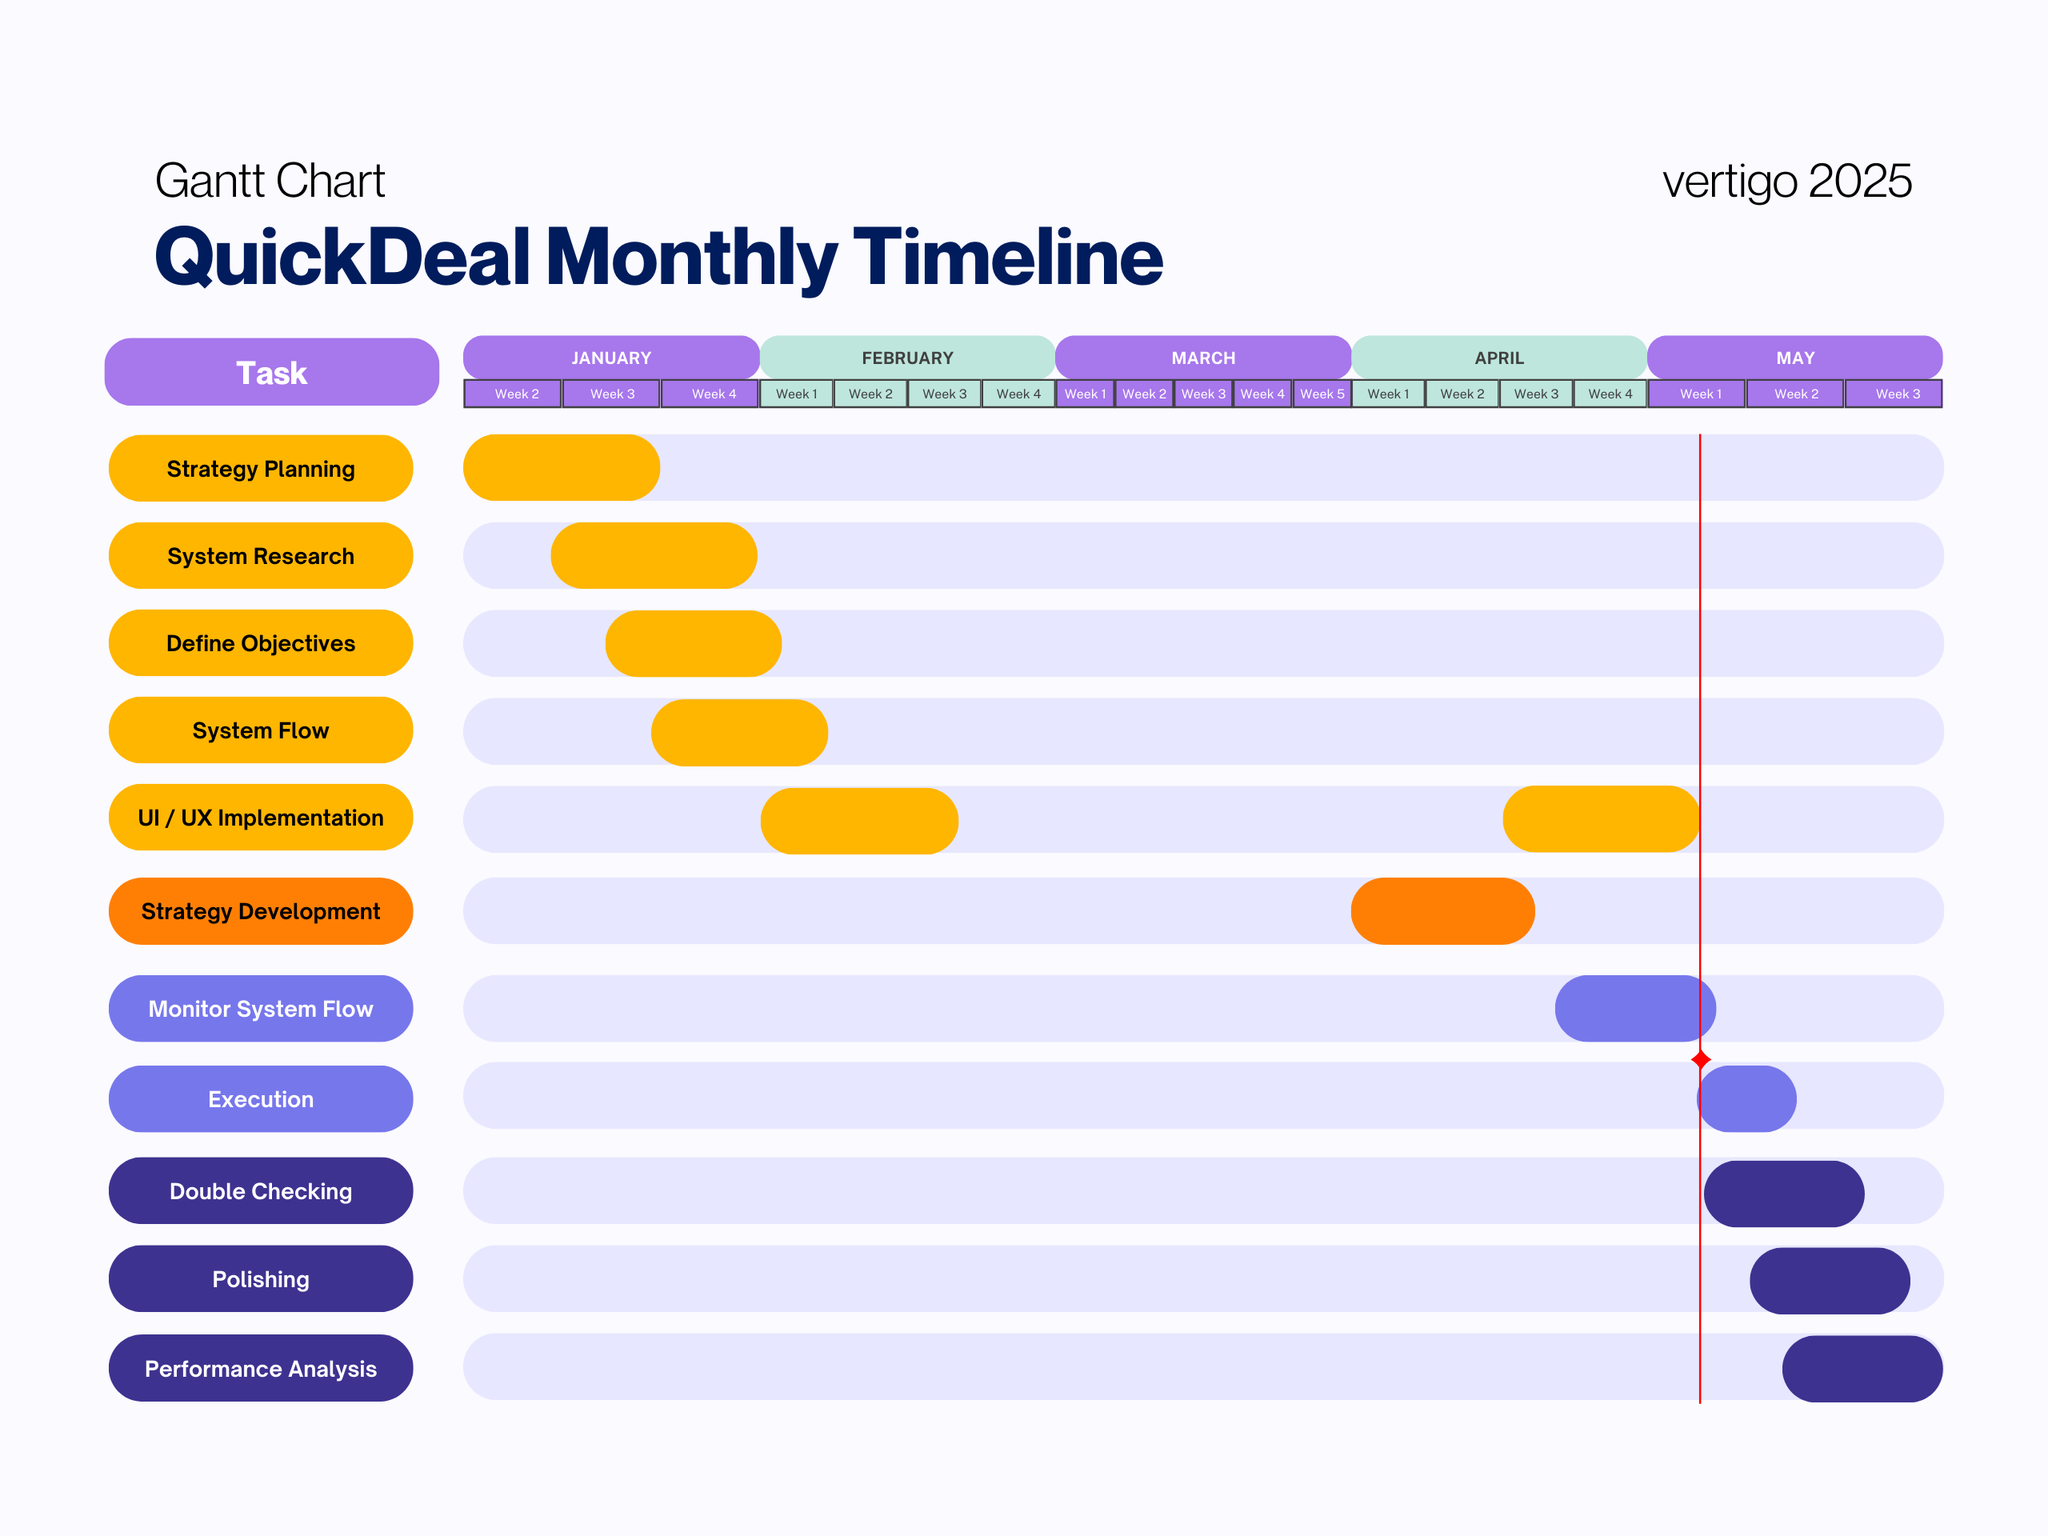 Gantt Chart
vertigo 2025
QuickDeal Monthly Timeline
Task
JANUARY
FEBRUARY
MARCH
APRIL
MAY
Week 2
Week 3
Week 4
Week 1
Week 2
Week 3
Week 4
Week 1
Week 2
Week 3
Week 4
Week 5
Week 1
Week 2
Week 3
Week 4
Week 1
Week 2
Week 3
Strategy Planning
System Research
Define Objectives
System Flow
UI / UX Implementation
Strategy Development
Monitor System Flow
Execution
Double Checking
Polishing
Performance Analysis